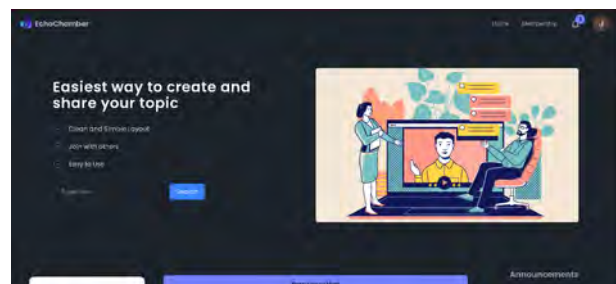 EchoChamber
Home Membership
Easiest way to create and
share your topic
Clean and Simple Layout
Join with others
Easy to Use
Search
Announcements